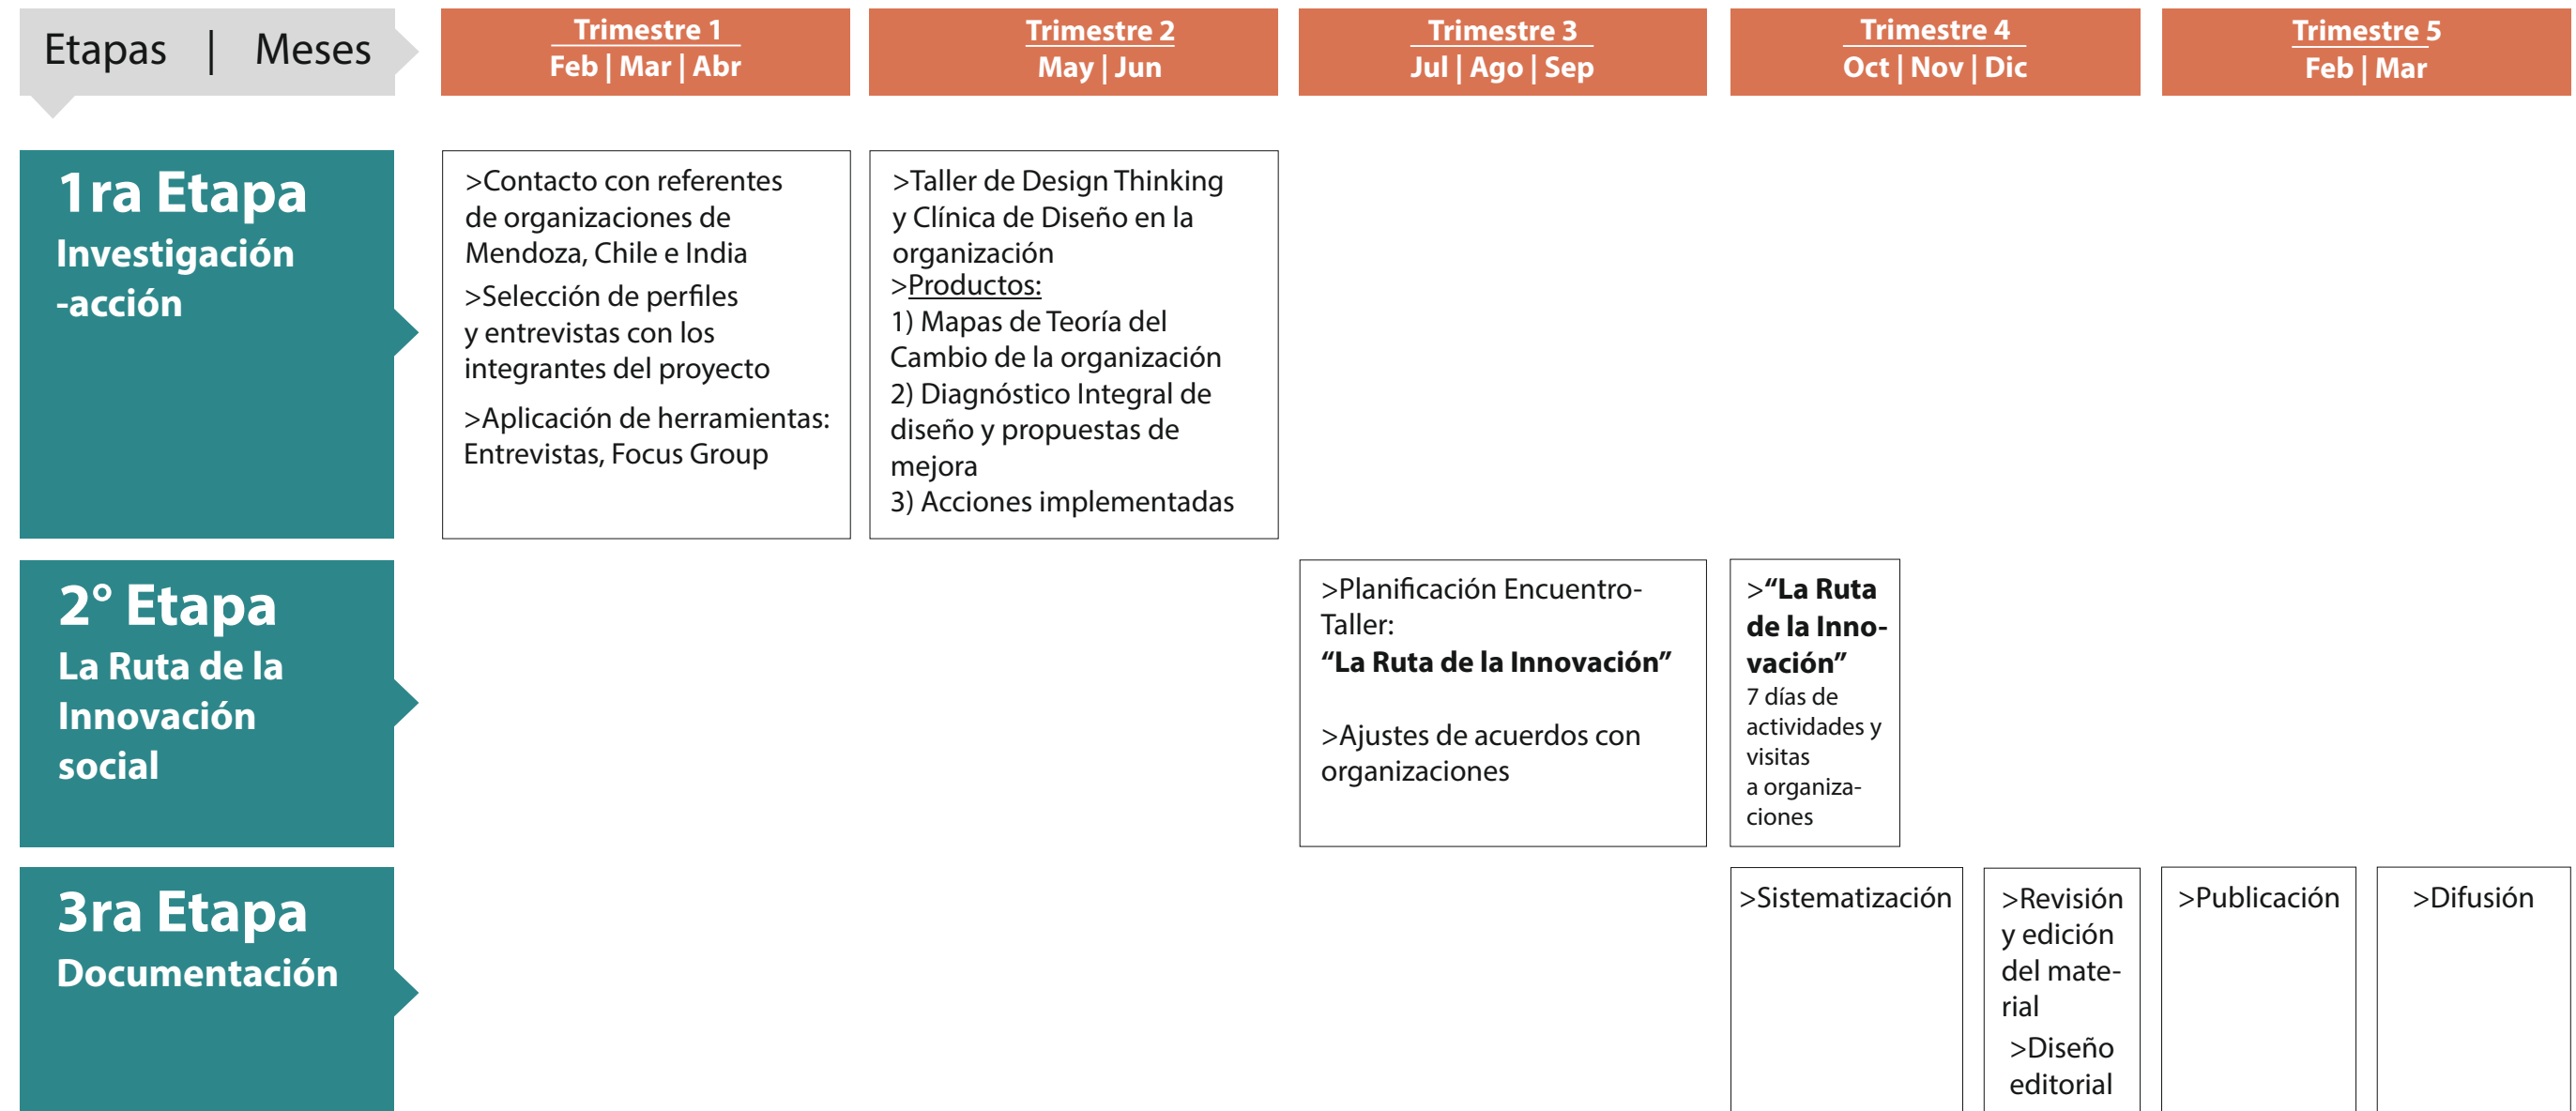 Etapas | Meses
Trimestre 1
Feb | Mar | Abr
Trimestre 2
May | Jun
Trimestre 3
Jul | Ago | Sep
Trimestre 4
Oct | Nov | Dic
Trimestre 5
Feb | Mar
1ra Etapa
Investigación
-acción
>Contacto con referentes
de organizaciones de
Mendoza, Chile e India
>Selección de perfiles
y entrevistas con los
integrantes del proyecto
>Aplicación de herramientas:
Entrevistas, Focus Group
>Taller de Design Thinking
y Clínica de Diseño en la
organización
>Productos:
1) Mapas de Teoría del
Cambio de la organización
2) Diagnóstico Integral de
diseño y propuestas de
mejora
3) Acciones implementadas
2° Etapa
La Ruta de la
Innovación
social
>Planificación Encuentro-
Taller:
“La Ruta de la Innovación”
>Ajustes de acuerdos con
organizaciones
>“La Ruta
de la Inno-
vación”
7 días de
actividades y
visitas
a organiza-
ciones
3ra Etapa
Documentación
>Sistematización
>Revisión
y edición
del mate-
rial
>Diseño
editorial
>Publicación
>Difusión